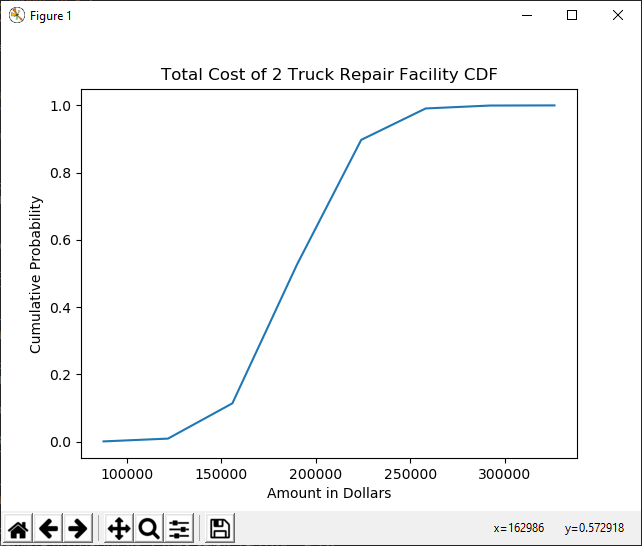 Figure 1
Total Cost of 2 Truck Repair Facility CDF
1.0
0.8
0.6
0.4
0.2
0.0
Cumulative Probability
100000 150000 200000 250000 300000
Amount in Dollars
x=162986 y=0.572918